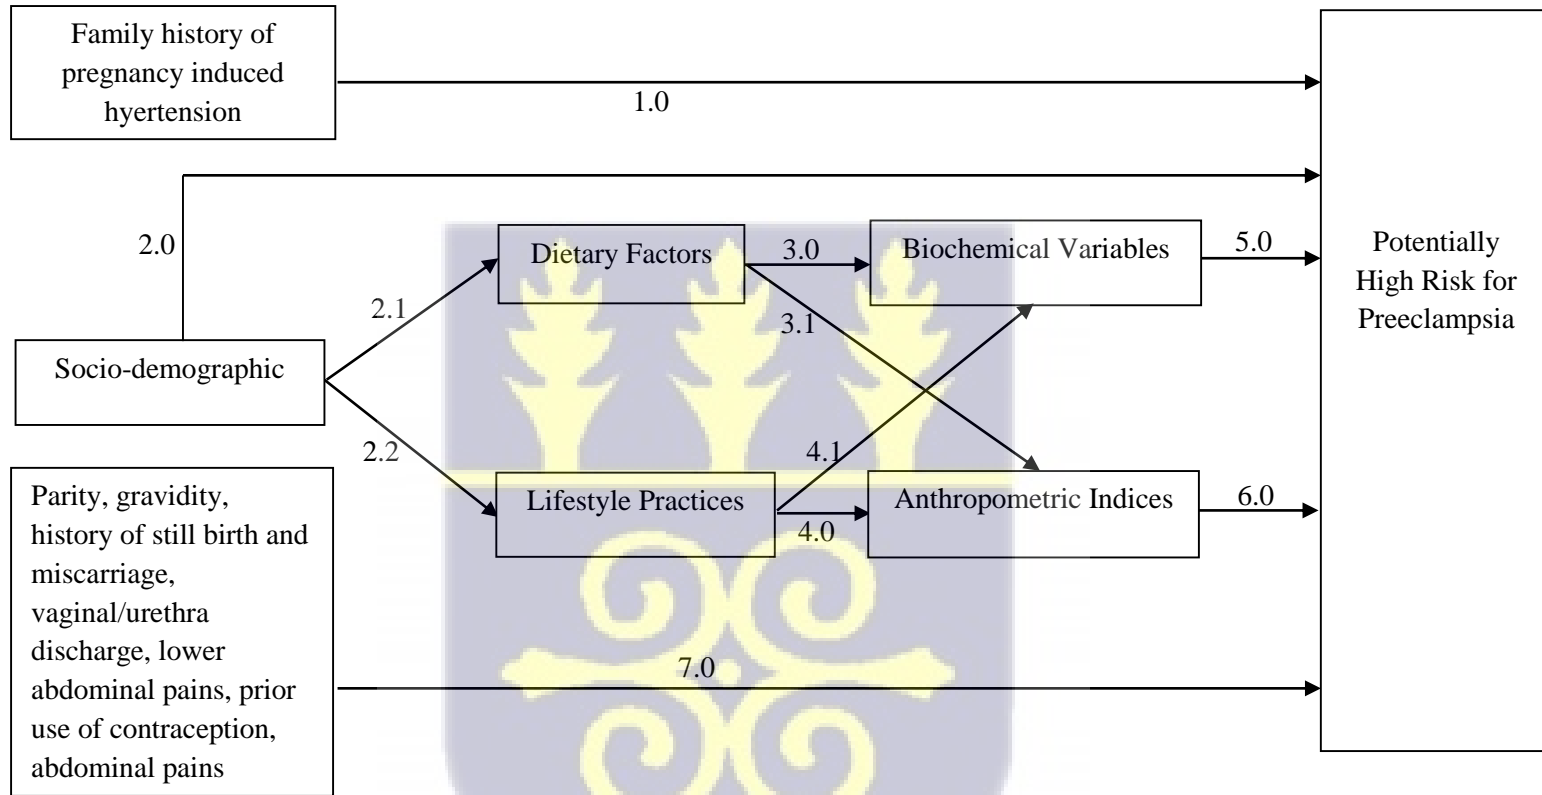 Family history of
pregnancy induced
hyertension
1.0
2.0
Dietary Factors
3.0
Biochemical Variables
5.0
Potentially
High Risk for
Preeclampsia
2.1
3.1
Socio-demographic
2.2
4.1
Lifestyle Practices
4.0
Anthropometric Indices
6.0
Parity, gravidity,
history of still birth and
miscarriage,
vaginal/urethra
discharge, lower
abdominal pains, prior
use of contraception,
abdominal pains
7.0